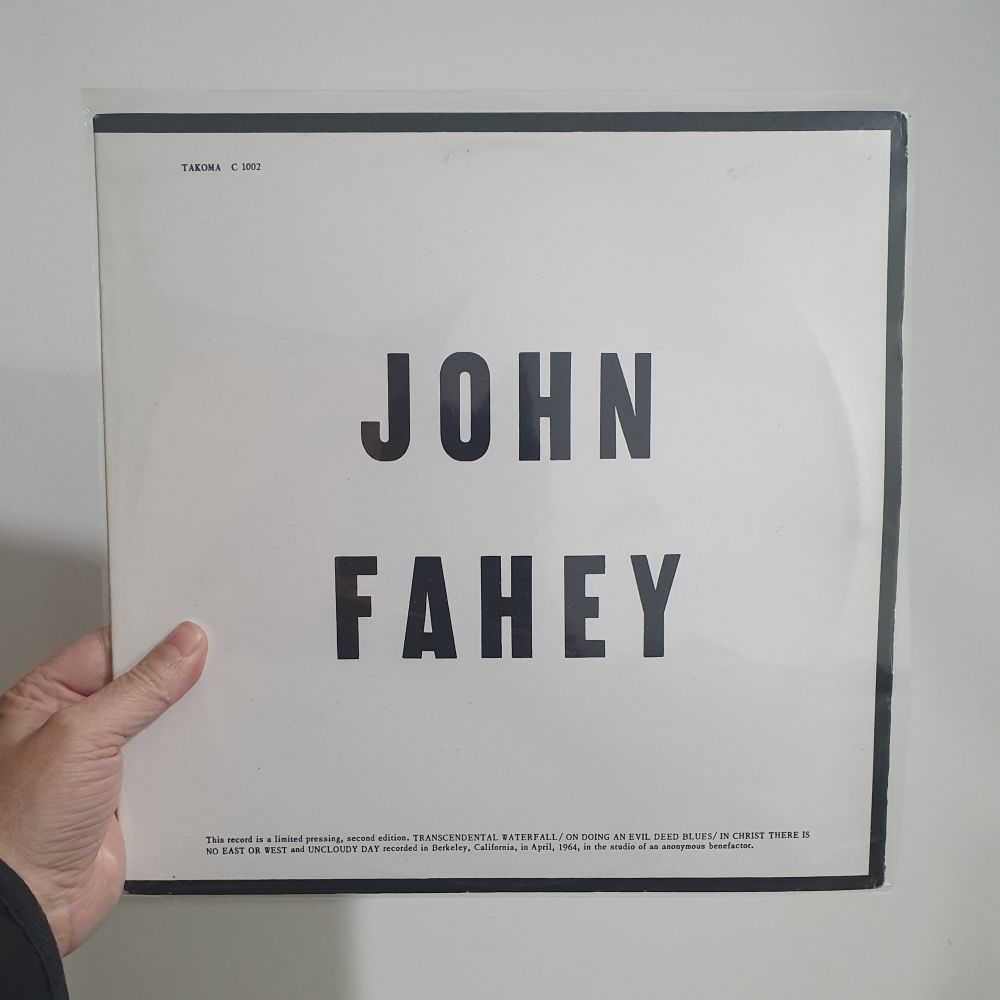 TAKOMA C 1002
JOHN
FAHEY
This record is a limited pressing, second edition. TRANSCENDENTAL WATERFALL/ ON DOING AN EVIL DEED BLUES/ IN CHRIST THERE IS
NO EAST OR WEST and UNCLOUDY DAY recorded in Berkeley, California, in April, 1964, in the studio of an anonymous benefactor.